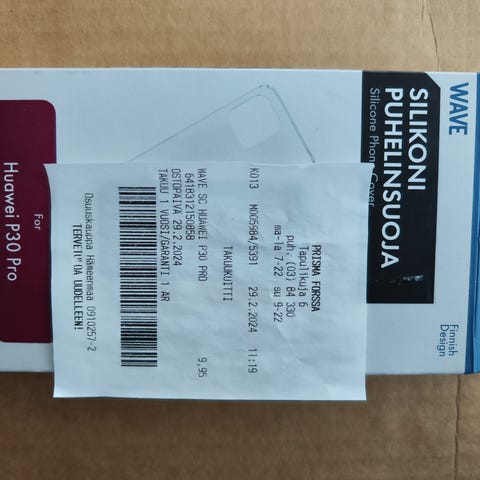 WAVE
SILIKONI
PUHELINSUOJA
Silicone Phone Cover
Finnish
Design
For
Huawei P30 Pro
PRISMA FORSSA
Tapulikuja 6
puh. (03) 84 330
ma-la 7-22 su 9-22
TAKUUKUITTI
K013 M005984/5391 29.2.2024 11:19
WAVE SC HUAWEI P30 PRO 9,95
6418312150858
OSTOPÄIVÄ 29.2.2024
TAKUU 1 VUOSI/GARANTI 1 ÅR
Osuuskauppa Hämeenmaa 0910257-2
TERVETULOA UUDELLEEN!